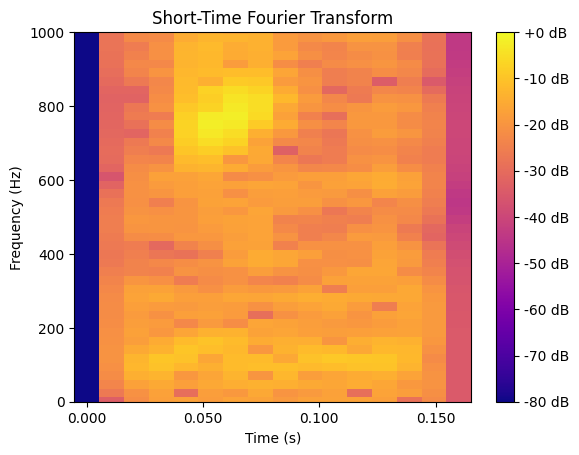 Short-Time Fourier Transform
1000
800
600
400
200
0
Frequency (Hz)
0.000
0.050
0.100
0.150
Time (s)
+0 dB
-10 dB
-20 dB
-30 dB
-40 dB
-50 dB
-60 dB
-70 dB
-80 dB